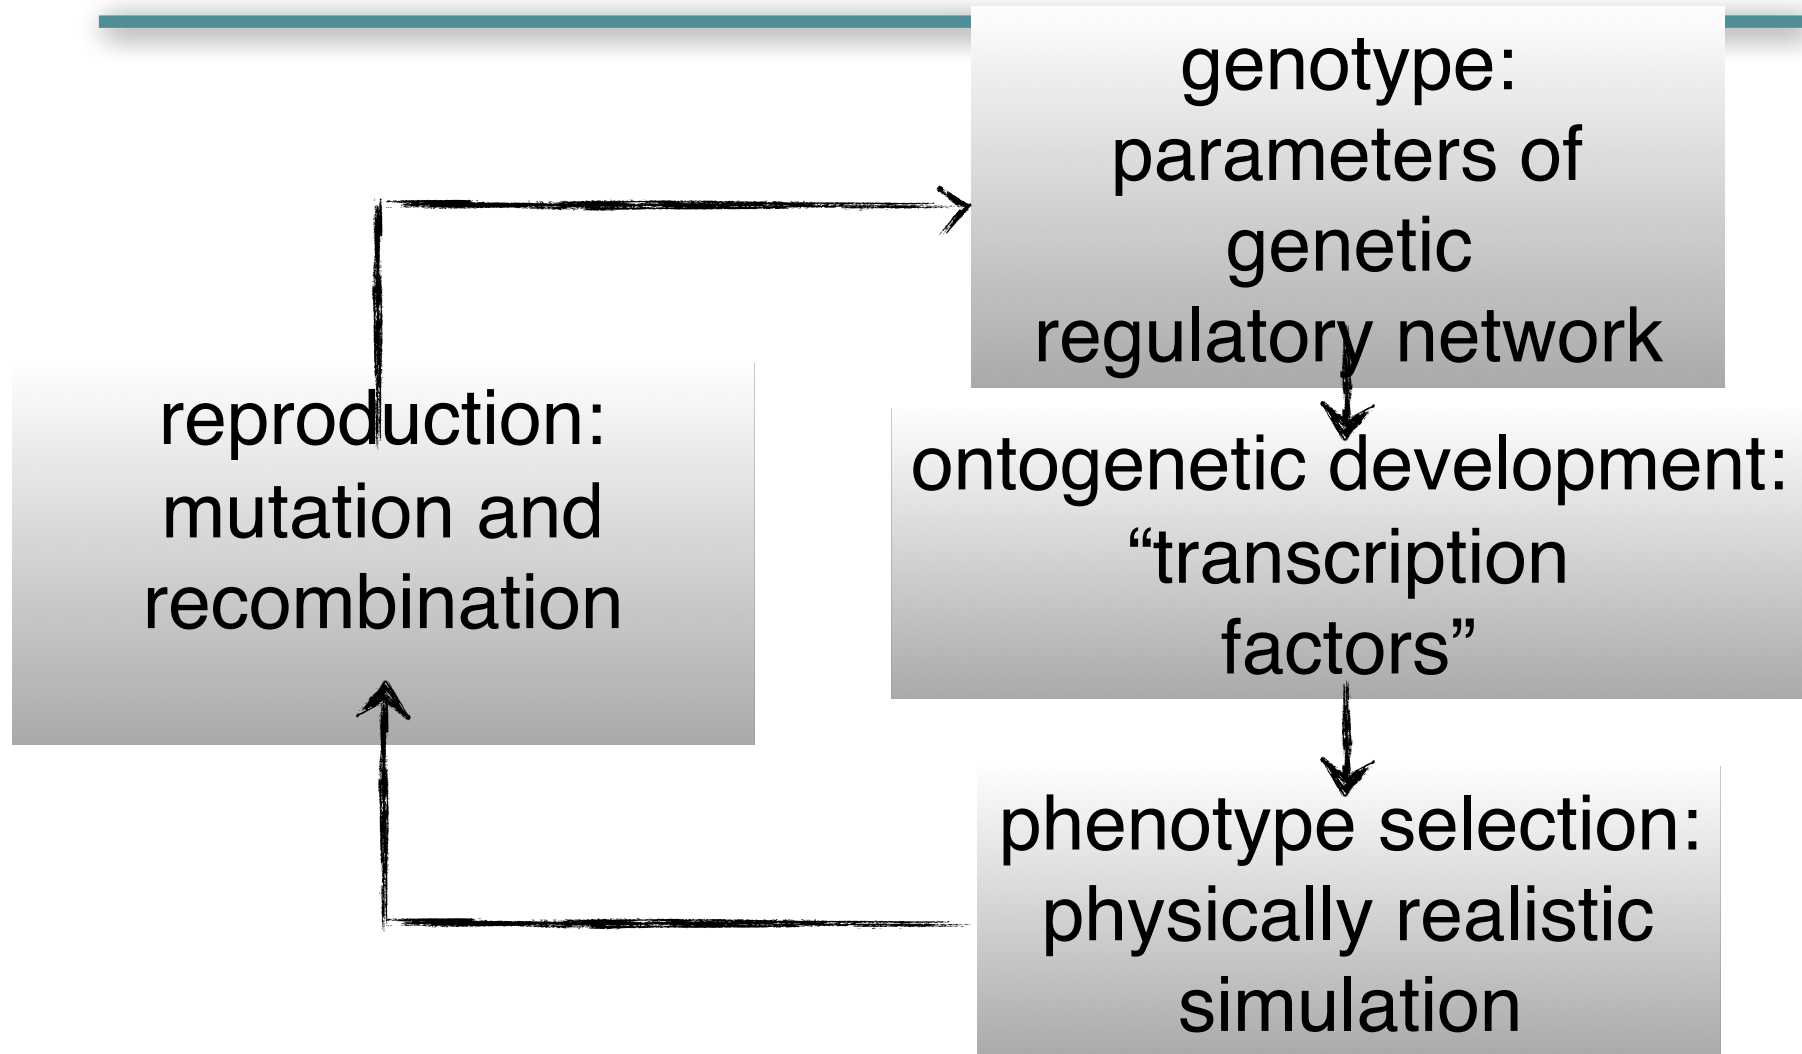 genotype:
parameters of
genetic
regulatory network
reproduction:
mutation and
recombination
ontogenetic development:
“transcription
factors”
phenotype selection:
physically realistic
simulation